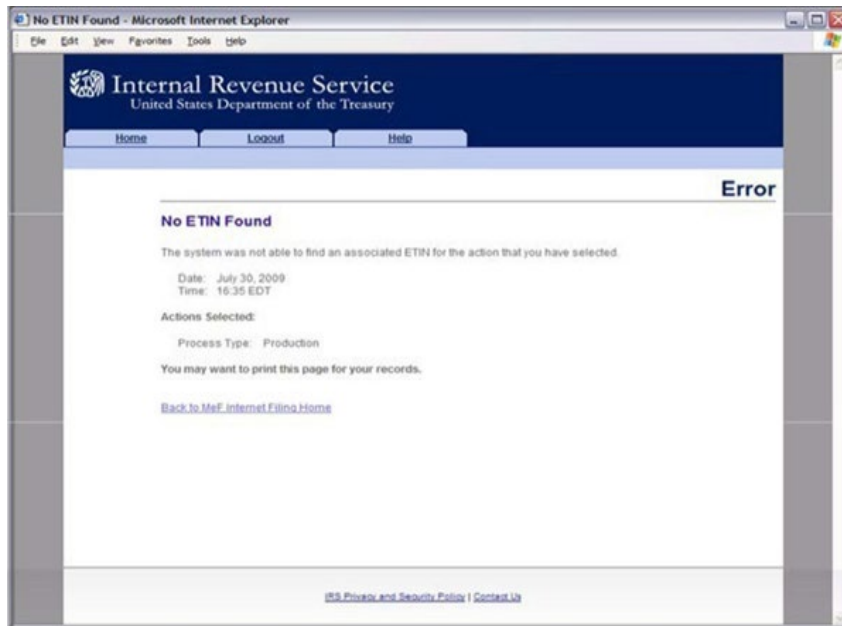 No ETIN Found - Microsoft Internet Explorer
File Edit View Favorites Tools Help
Internal Revenue Service
United States Department of the Treasury
Home Logout Help
Error
No ETIN Found
The system was not able to find an associated ETIN for the action that you have selected.
Date: July 30, 2009
Time: 16:35 EDT
Actions Selected:
Process Type: Production
You may want to print this page for your records.
Back to MeF Internet Filing Home
IRS Privacy and Security Policy | Contact Us